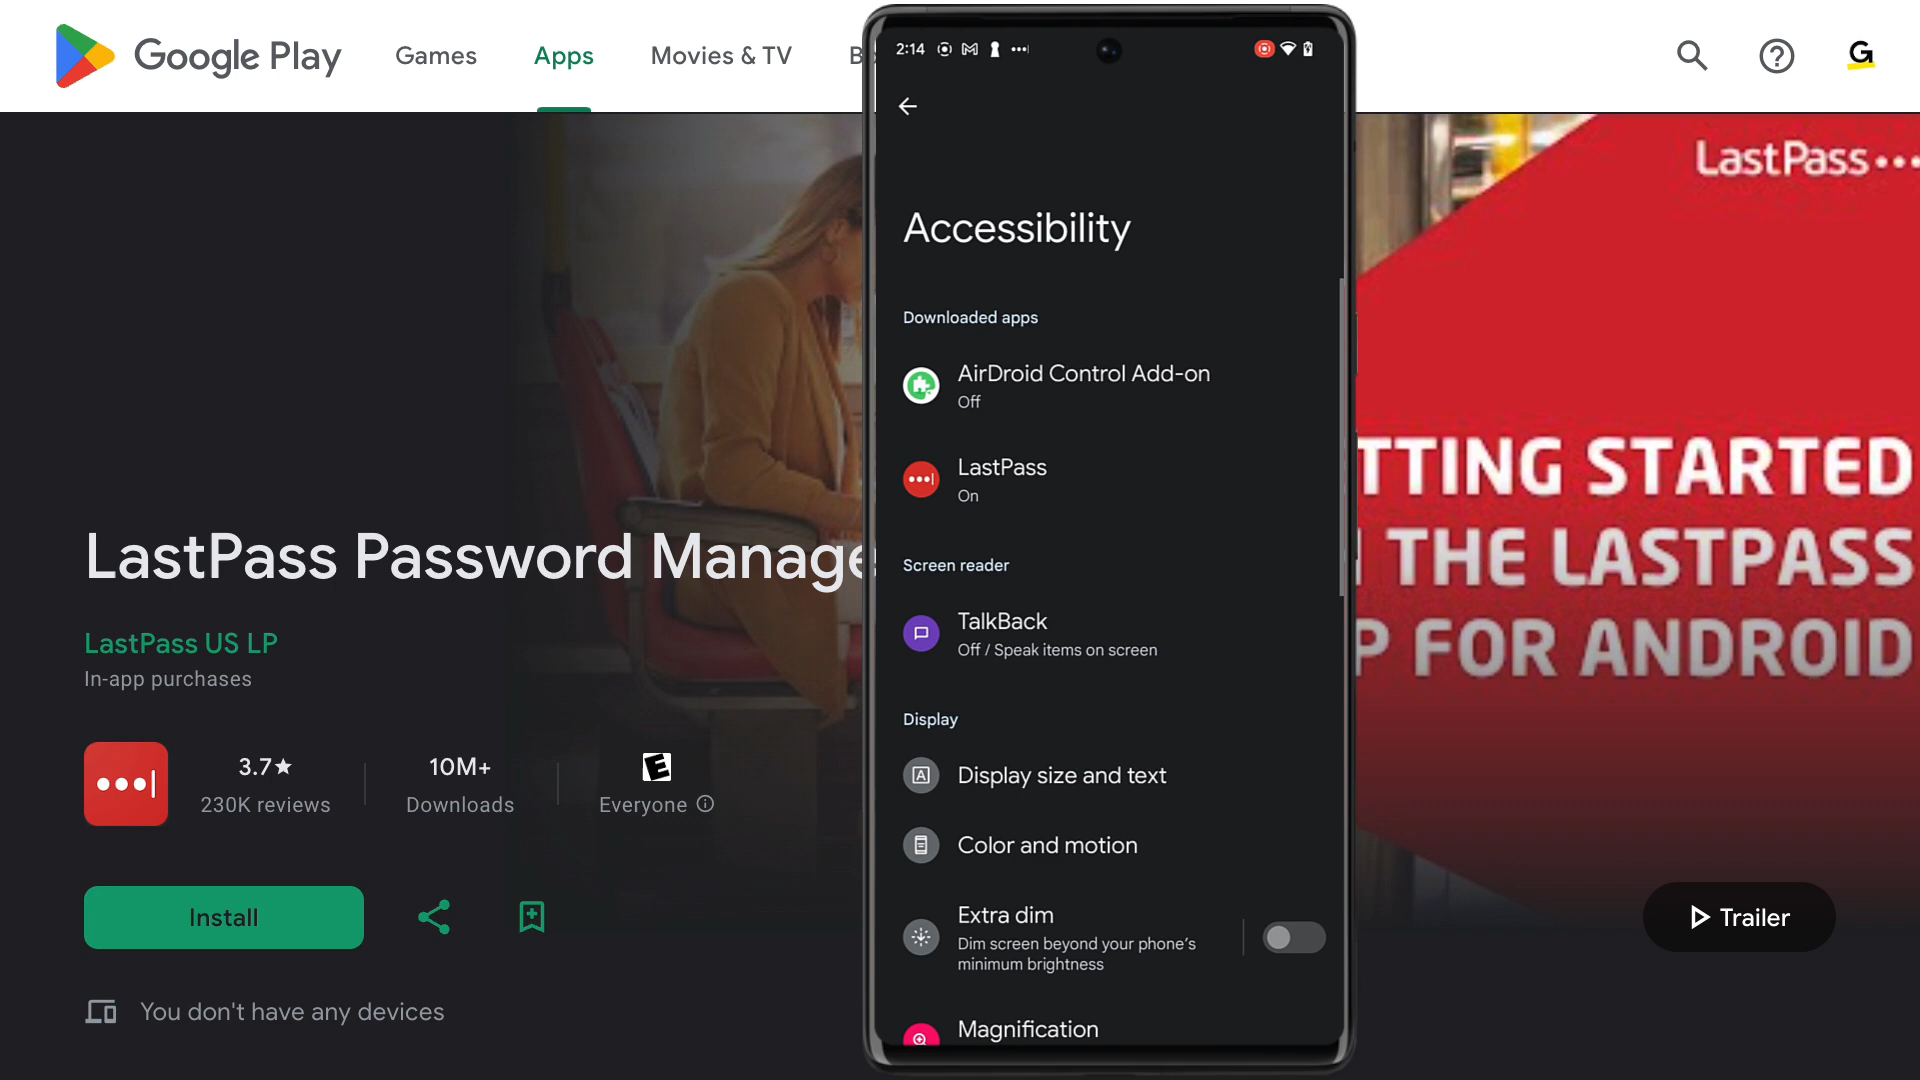 Google Play
Games
Apps
Movies & TV
2:14
Accessibility
Downloaded apps
AirDroid Control Add-on
Off
LastPass
On
Screen reader
TalkBack
Off / Speak items on screen
Display
Display size and text
Color and motion
Extra dim
Dim screen beyond your phone's
minimum brightness
Magnification
LastPass Password Manage
LastPass US LP
In-app purchases
3.7★
230K reviews
10M+
Downloads
E
Everyone
Install
You don't have any devices
LastPass•••
TTING STARTED
THE LASTPASS
P FOR ANDROID
Trailer
G